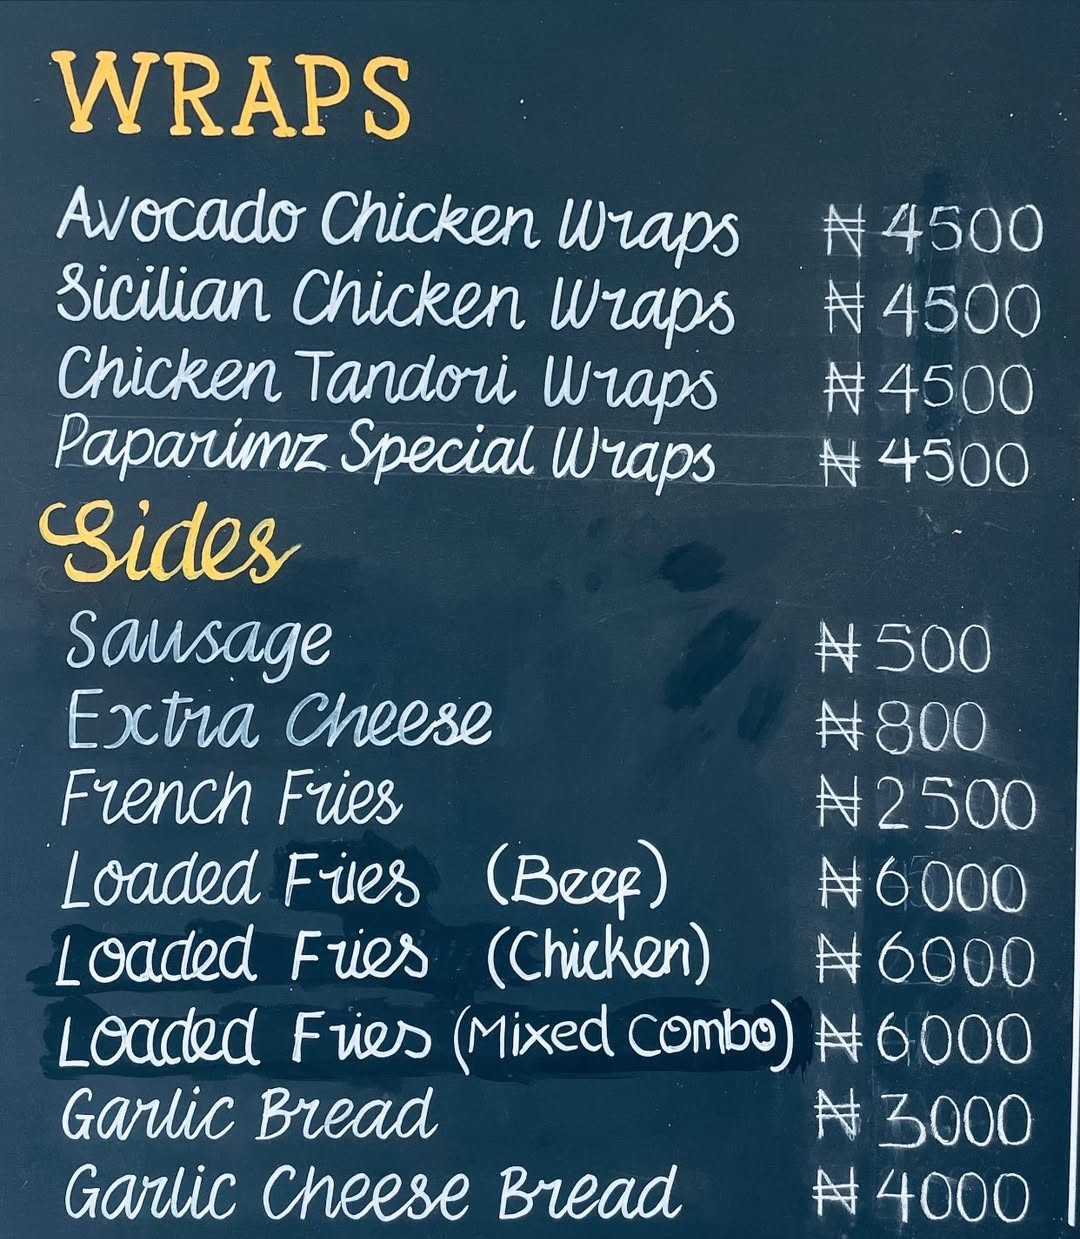 WRAPS
Avocado Chicken Wraps ₦4500
Sicilian Chicken Wraps ₦4500
Chicken Tandori Wraps ₦4500
Paparimz Special Wraps ₦4500
Sides
Sausage ₦500
Extra Cheese ₦800
French Fries ₦2500
Loaded Fries (Beef) ₦6000
Loaded Fries (Chicken) ₦6000
Loaded Fries (Mixed Combo) ₦6000
Garlic Bread ₦3000
Garlic Cheese Bread ₦4000